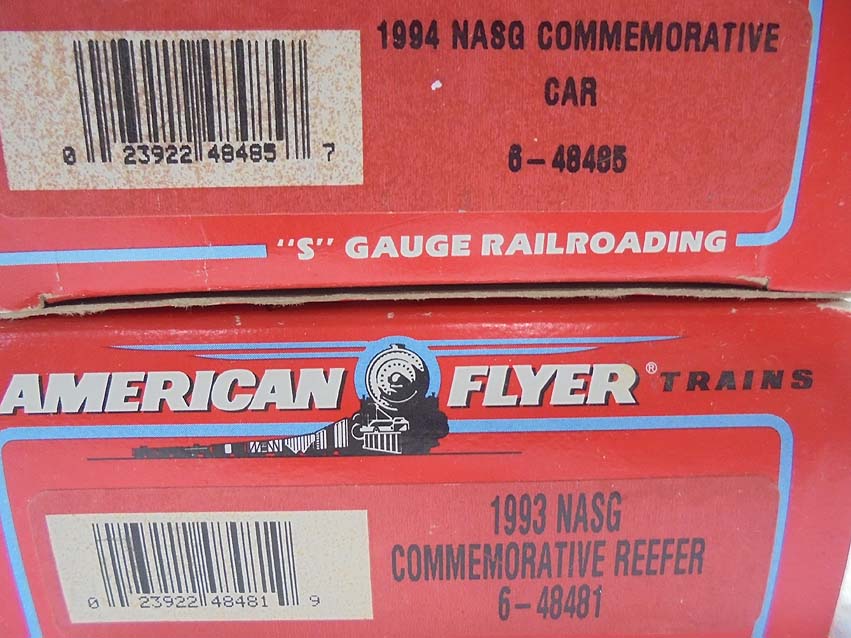 1994 NASG COMMEMORATIVE
CAR
6-48485
0 23922 48485 7
"S" GAUGE RAILROADING
AMERICAN FLYER® TRAINS
1993 NASG
COMMEMORATIVE REEFER
6-48481
0 23922 48481 9